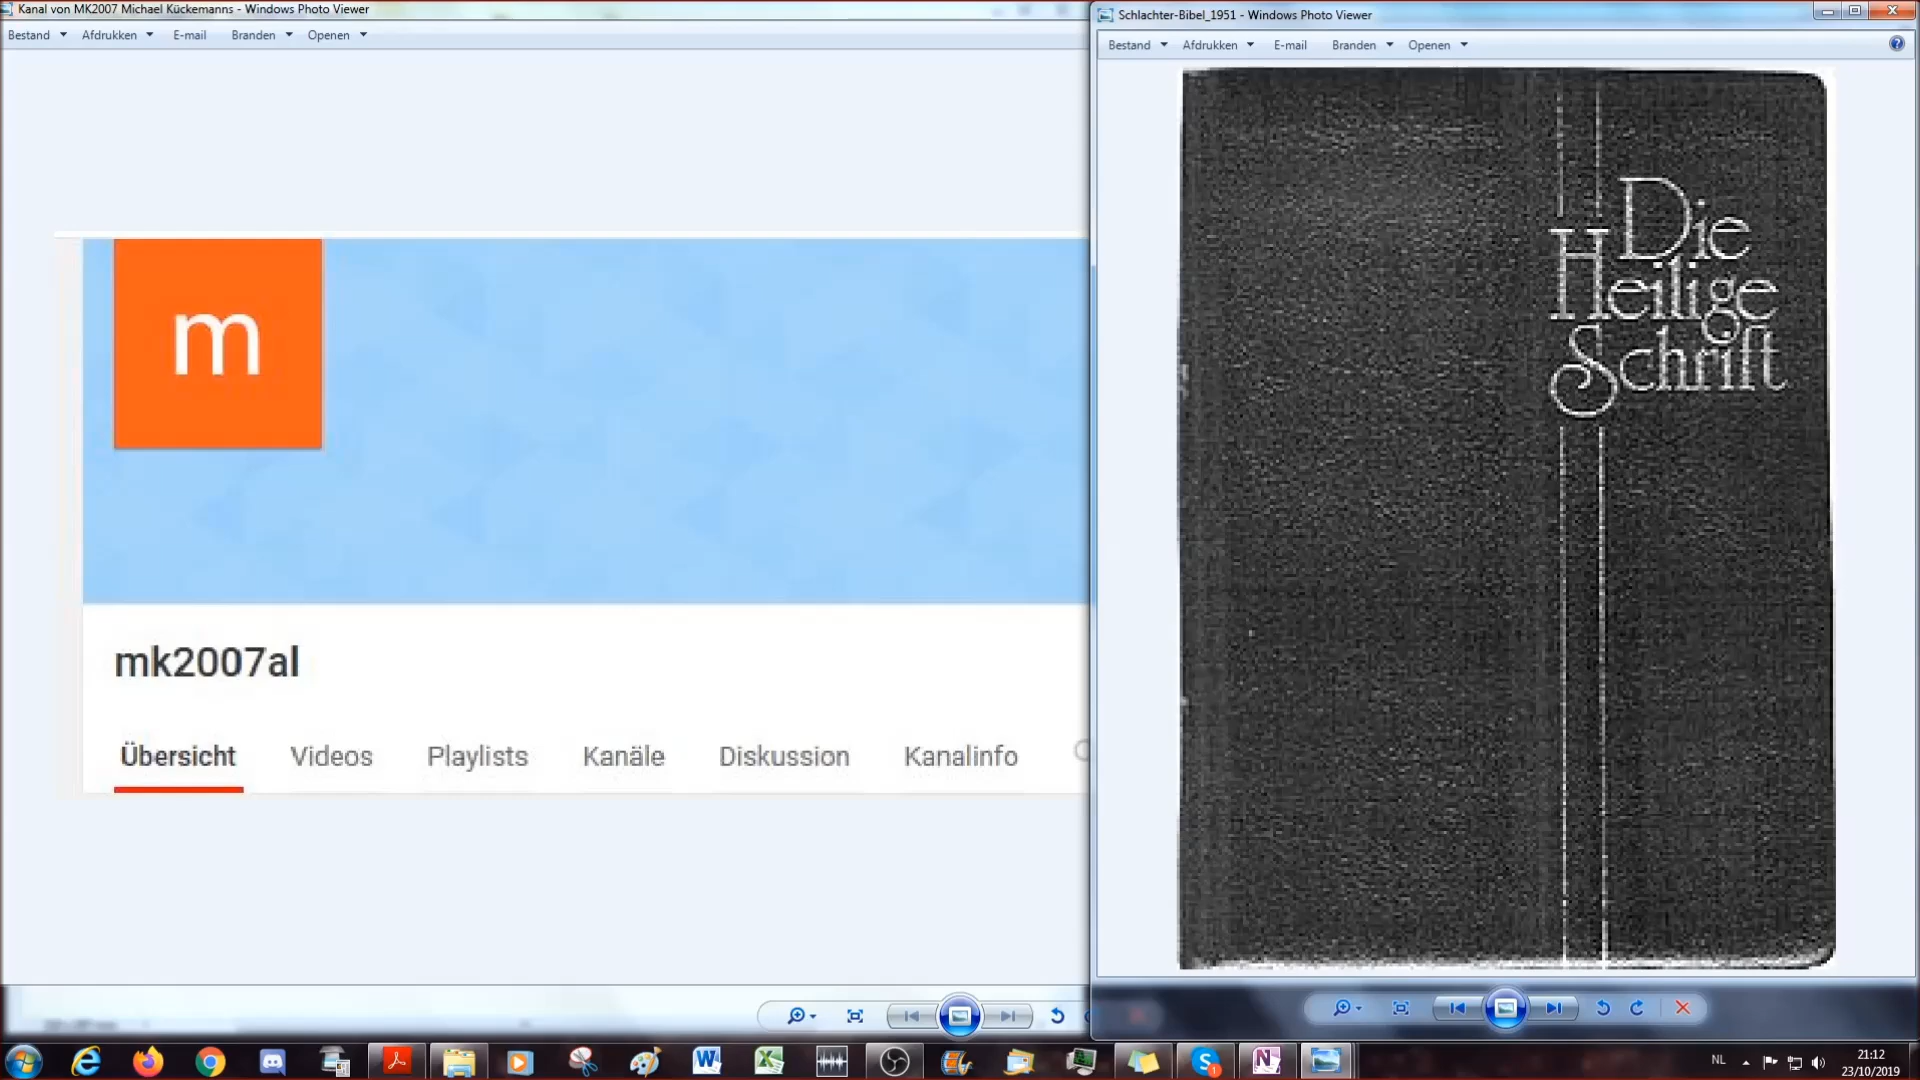 Kanal von MK2007 Michael Kückemanns - Windows Photo Viewer
Bestand Afdrukken E-mail Branden Openen
m
mk2007al
Übersicht Videos Playlists Kanäle Diskussion Kanalinfo
Schlachter-Bibel_1951 - Windows Photo Viewer
Bestand Afdrukken E-mail Branden Openen
Die
Heilige
Schrift
NL
21:12
23/10/2019